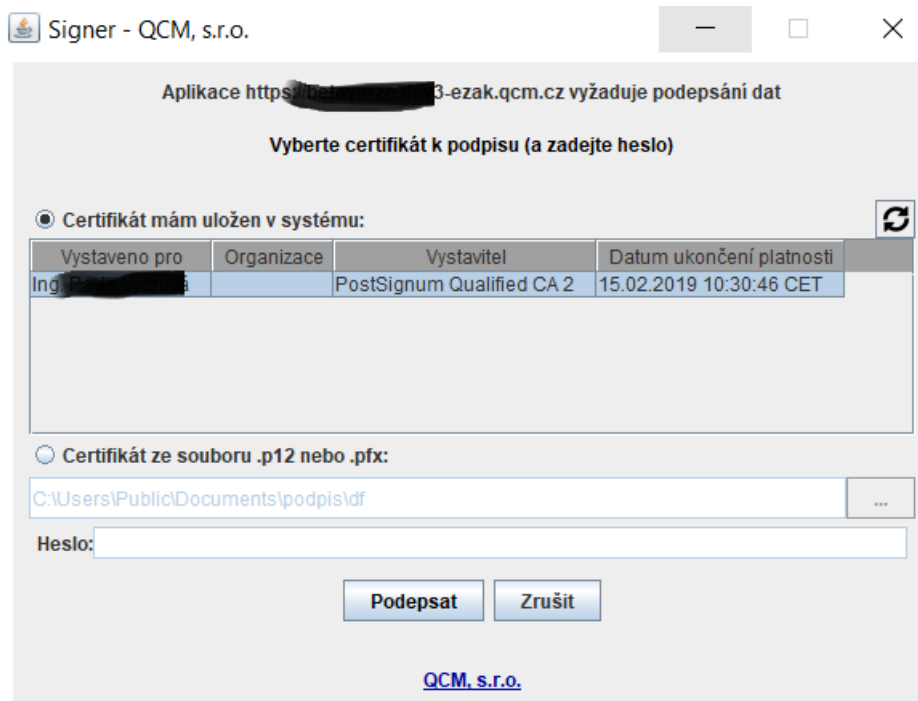 Signer - QCM, s.r.o.
Aplikace https: 3-ezak.qcm.cz vyžaduje podepsání dat
Vyberte certifikát k podpisu (a zadejte heslo)
Certifikát mám uložen v systému:
Vystaveno pro Organizace Vystavitel Datum ukončení platnosti
Ing. PostSignum Qualified CA 2 15.02.2019 10:30:46 CET
Certifikát ze souboru .p12 nebo .pfx:
C:\Users\Public\Documents\podpis\df ...
Heslo:
Podepsat Zrušit
QCM, s.r.o.